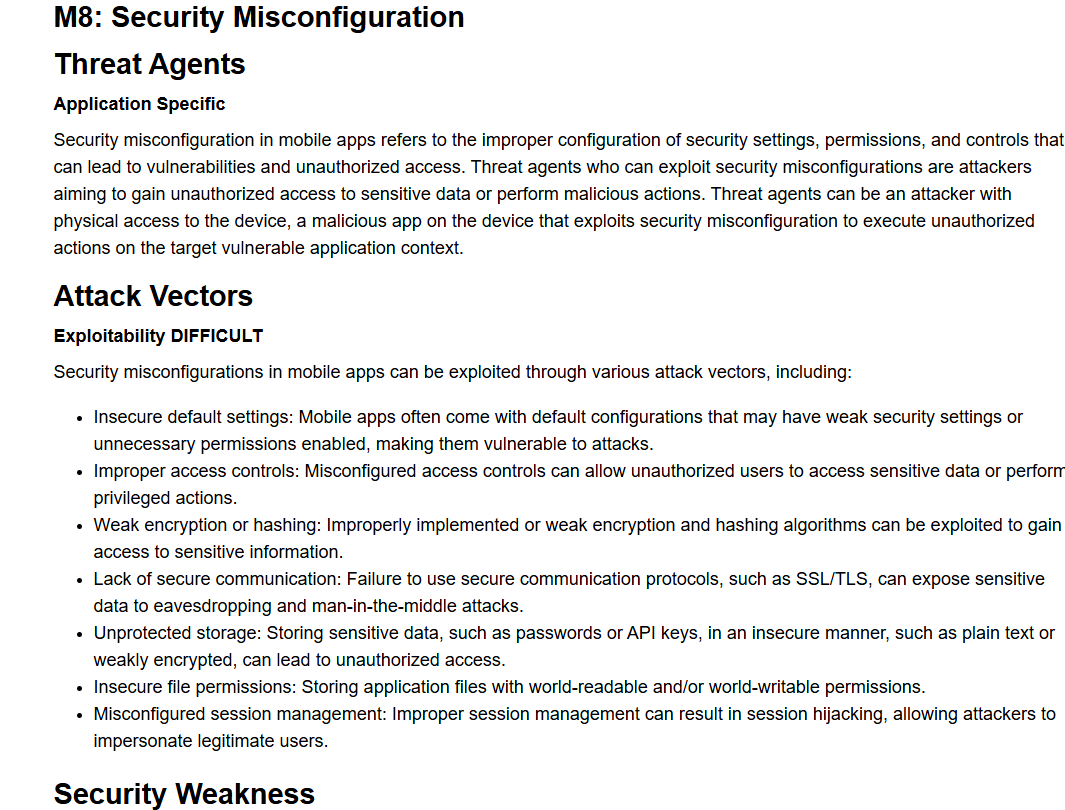 M8: Security Misconfiguration
Threat Agents
Application Specific
Security misconfiguration in mobile apps refers to the improper configuration of security settings, permissions, and controls that
can lead to vulnerabilities and unauthorized access. Threat agents who can exploit security misconfigurations are attackers
aiming to gain unauthorized access to sensitive data or perform malicious actions. Threat agents can be an attacker with
physical access to the device, a malicious app on the device that exploits security misconfiguration to execute unauthorized
actions on the target vulnerable application context.
Attack Vectors
Exploitability DIFFICULT
Security misconfigurations in mobile apps can be exploited through various attack vectors, including:
• Insecure default settings: Mobile apps often come with default configurations that may have weak security settings or
unnecessary permissions enabled, making them vulnerable to attacks.
• Improper access controls: Misconfigured access controls can allow unauthorized users to access sensitive data or perform
privileged actions.
• Weak encryption or hashing: Improperly implemented or weak encryption and hashing algorithms can be exploited to gain
access to sensitive information.
• Lack of secure communication: Failure to use secure communication protocols, such as SSL/TLS, can expose sensitive
data to eavesdropping and man-in-the-middle attacks.
• Unprotected storage: Storing sensitive data, such as passwords or API keys, in an insecure manner, such as plain text or
weakly encrypted, can lead to unauthorized access.
• Insecure file permissions: Storing application files with world-readable and/or world-writable permissions.
• Misconfigured session management: Improper session management can result in session hijacking, allowing attackers to
impersonate legitimate users.
Security Weakness